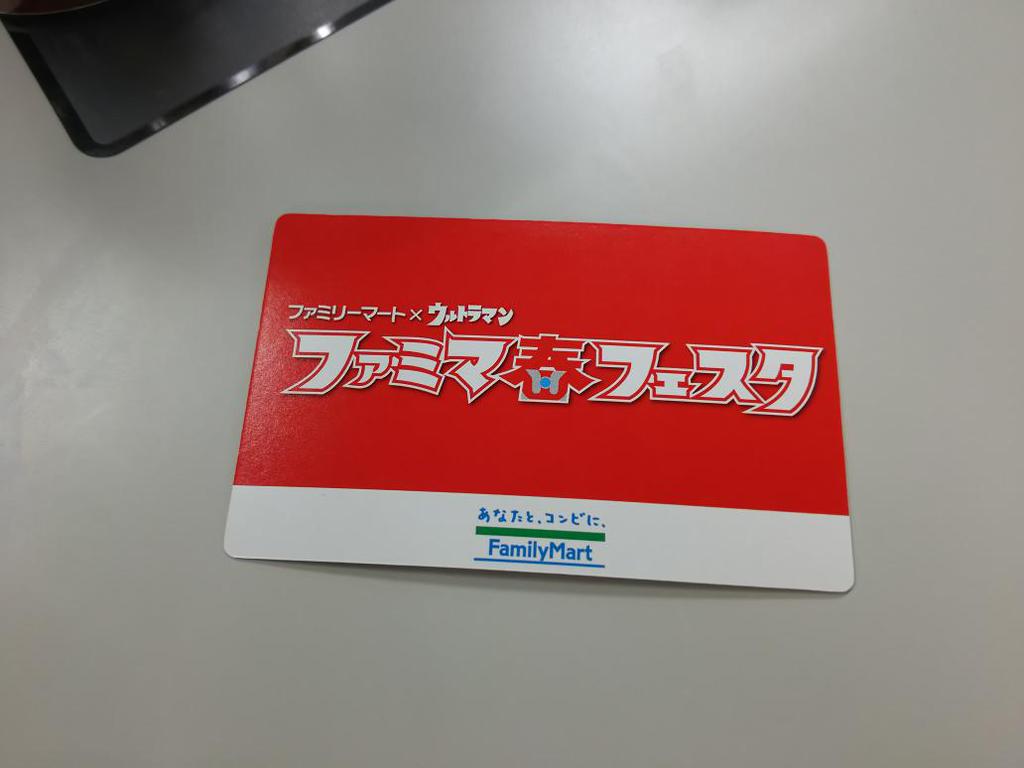 ファミリーマート×ウルトラマン
ファミマ春フェスタ
あなたと、コンビに、
FamilyMart